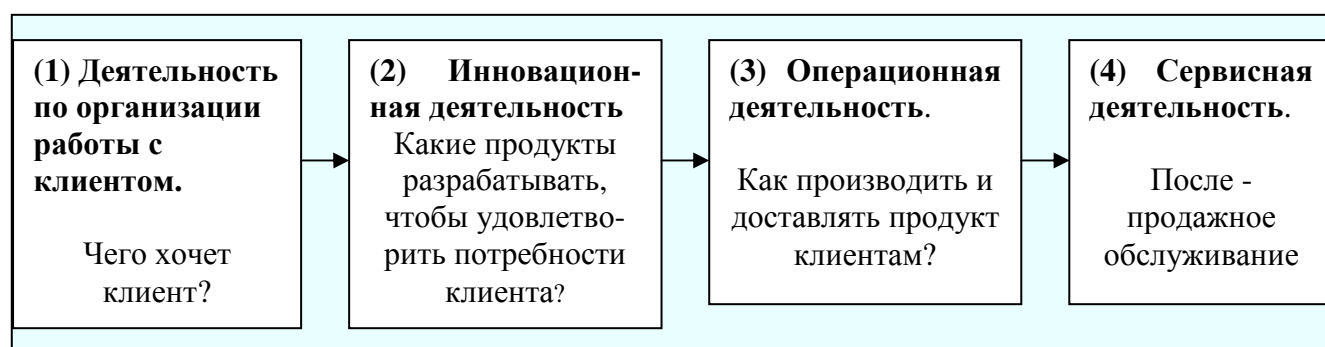 (1) Деятельность
по организации
работы с
клиентом.
Чего хочет
клиент?
(2) Инновацион-
ная деятельность
Какие продукты
разрабатывать,
чтобы удовлетво-
рить потребности
клиента?
(3) Операционная
деятельность.
Как производить и
доставлять продукт
клиентам?
(4) Сервисная
деятельность.
После -
продажное
обслуживание